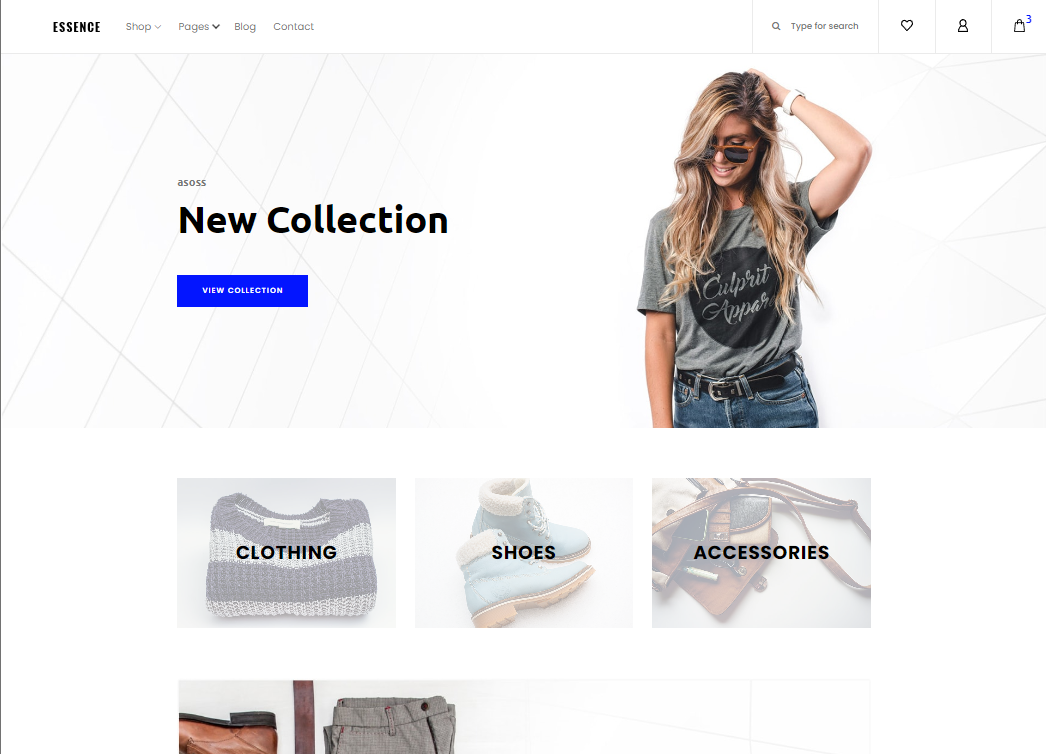 ESSENCE
Shop
Pages
Blog
Contact
Type for search
3
asoss
New Collection
VIEW COLLECTION
Culprit
Appar
CLOTHING
SHOES
ACCESSORIES